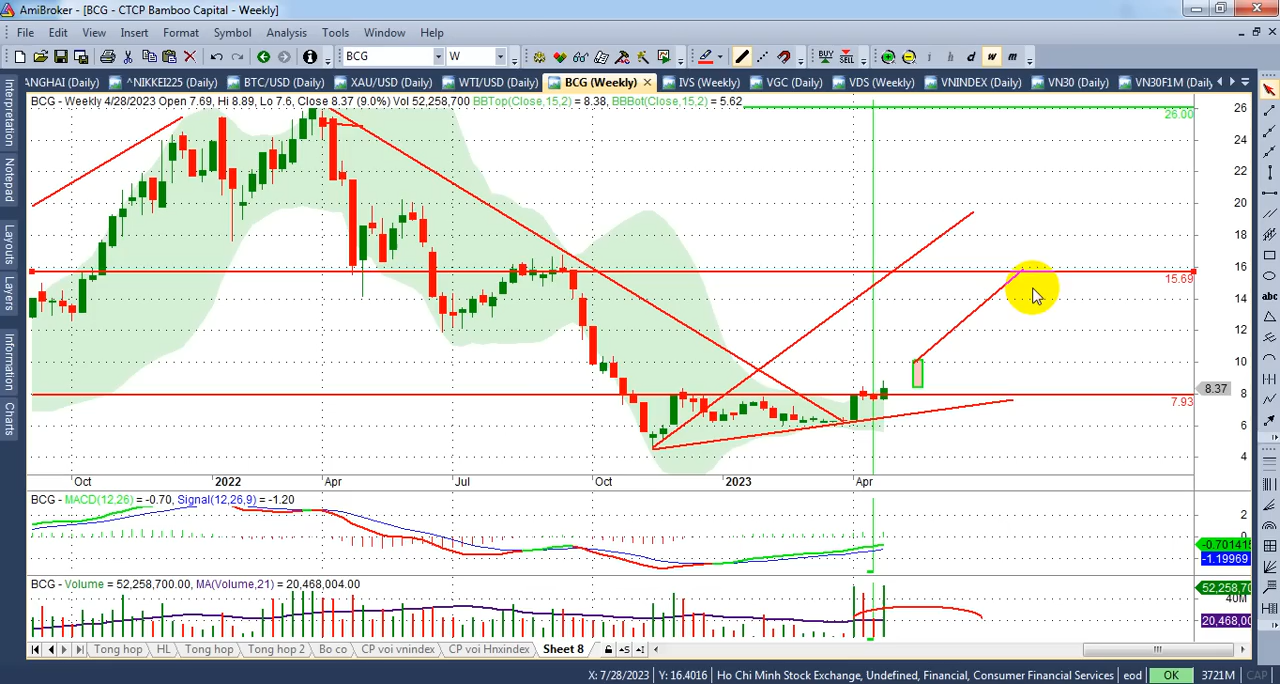 AmiBroker - [BCG - CTCP Bamboo Capital - Weekly]
File Edit View Insert Format Symbol Analysis Tools Window Help
BCG W BUY SELL i h d w m
ANGHAI (Daily) ^NIKKEI225 (Daily) BTC/USD (Daily) XAU/USD (Daily) WTI/USD (Daily) BCG (Weekly) IVS (Weekly) VGC (Daily) VDS (Weekly) VNINDEX (Daily) VN30 (Daily) VN30F1M (Daily)
BCG - Weekly 4/28/2023 Open 7.69, Hi 8.89, Lo 7.6, Close 8.37 (9.0%) Vol 52,258,700 BBTop(Close,15,2) = 8.38, BBBot(Close,15,2) = 5.62
Interpretation
Notepad
Layouts
Layers
Information
Charts
abc
26
26.00
24
22
20
18
16
15.69
14
12
10
8.37
8
7.93
6
4
Oct 2022 Apr Jul Oct 2023 Apr
BCG - MACD(12,26) = -0.70, Signal(12,26,9) = -1.20
2
0
-0.701415
-1.19969
BCG - Volume = 52,258,700.00, MA(Volume,21) = 20,468,004.00
52,258,70
40M
20,468,00
Tong hop HL Tong hop Tong hop 2 Bo co CP voi vnindex CP voi Hnxindex Sheet 8
X: 7/28/2023 Y: 16.4016 Ho Chi Minh Stock Exchange, Undefined, Financial, Consumer Financial Services eod OK 3721M CAP